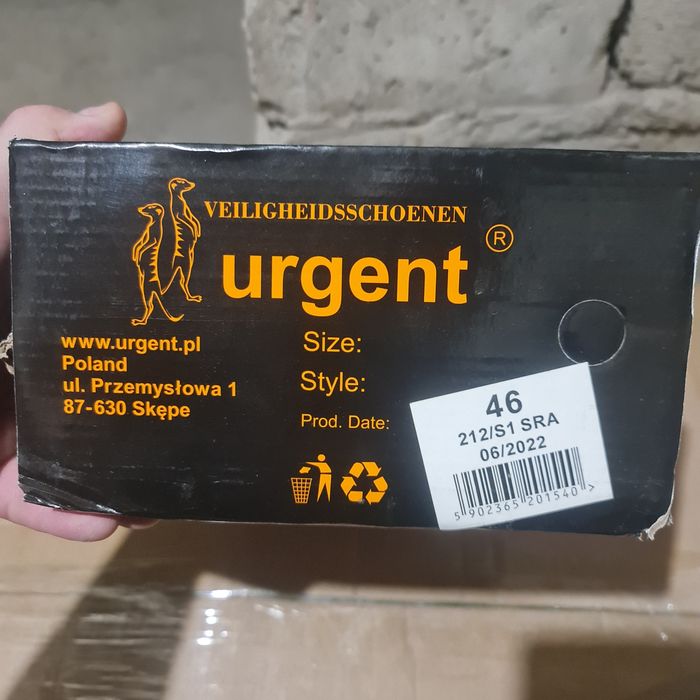 VEILIGHEIDSSCHOENEN
urgent ®
www.urgent.pl
Poland
ul. Przemysłowa 1
87-630 Skępe
Size:
Style:
Prod. Date:
46
212/S1 SRA
06/2022
5 902365 201540 >